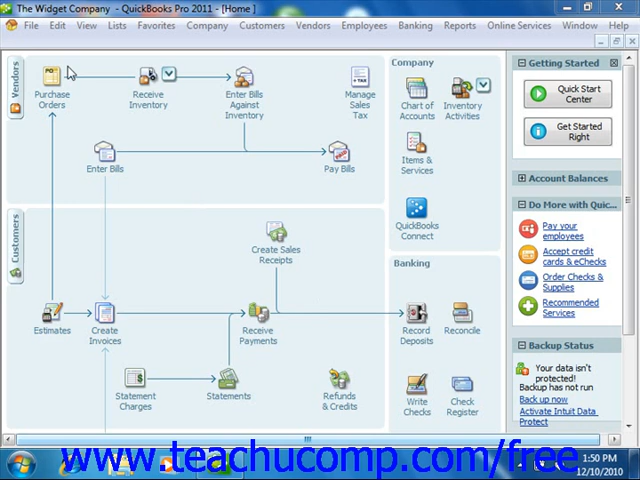 The Widget Company - QuickBooks Pro 2011 - [Home ]
File Edit View Lists Favorites Company Customers Vendors Employees Banking Reports Online Services Window Help
Vendors
Purchase
Orders
Receive
Inventory
Enter Bills
Against
Inventory
TAX
Manage
Sales
Tax
Enter Bills
Pay Bills
Customers
Create Sales
Receipts
Estimates
Create
Invoices
Receive
Payments
Statement
Charges
Statements
Refunds
& Credits
Company
Chart of
Accounts
Inventory
Activities
Items &
Services
QuickBooks
Connect
Banking
Record
Deposits
Reconcile
Write
Checks
Check
Register
Getting Started
Quick Start
Center
Get Started
Right
Account Balances
Do More with Quic...
Pay your
employees
Accept credit
cards & eChecks
Order Checks &
Supplies
Recommended
Services
Backup Status
Your data isn't
protected!
Backup has not run
Back up now
Activate Intuit Data
Protect
www.teachucomp.com/free
1:50 PM
12/10/2010